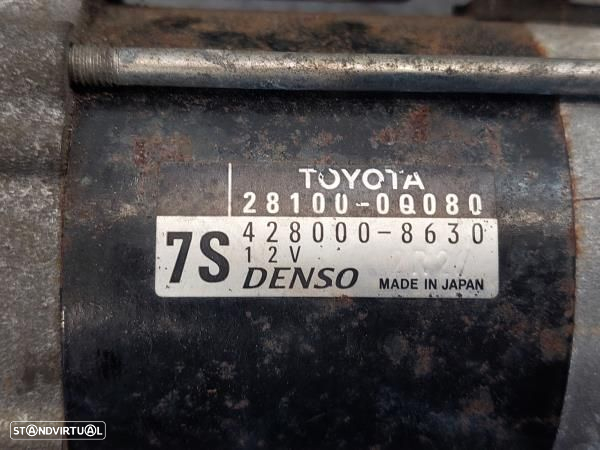 TOYOTA
28100-0Q080
7S
428000-8630
12V
DENSO
MADE IN JAPAN
STANDVIRTUAL